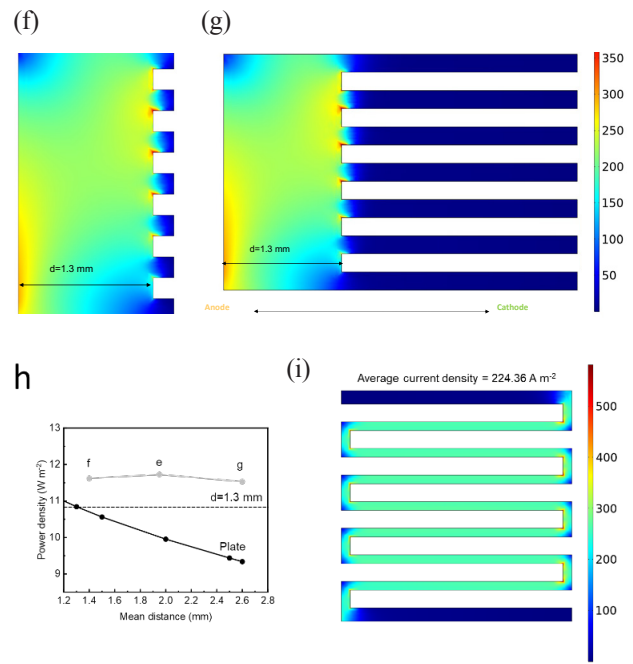 (f)
(g)
d=1.3 mm
d=1.3 mm
350
300
250
200
150
100
50
Anode
Cathode
h
13
12
11
10
9
Power density (W m⁻²)
f
e
g
d=1.3 mm
Plate
1.2 1.4 1.6 1.8 2.0 2.2 2.4 2.6 2.8
Mean distance (mm)
(i)
Average current density = 224.36 A m⁻²
500
400
300
200
100